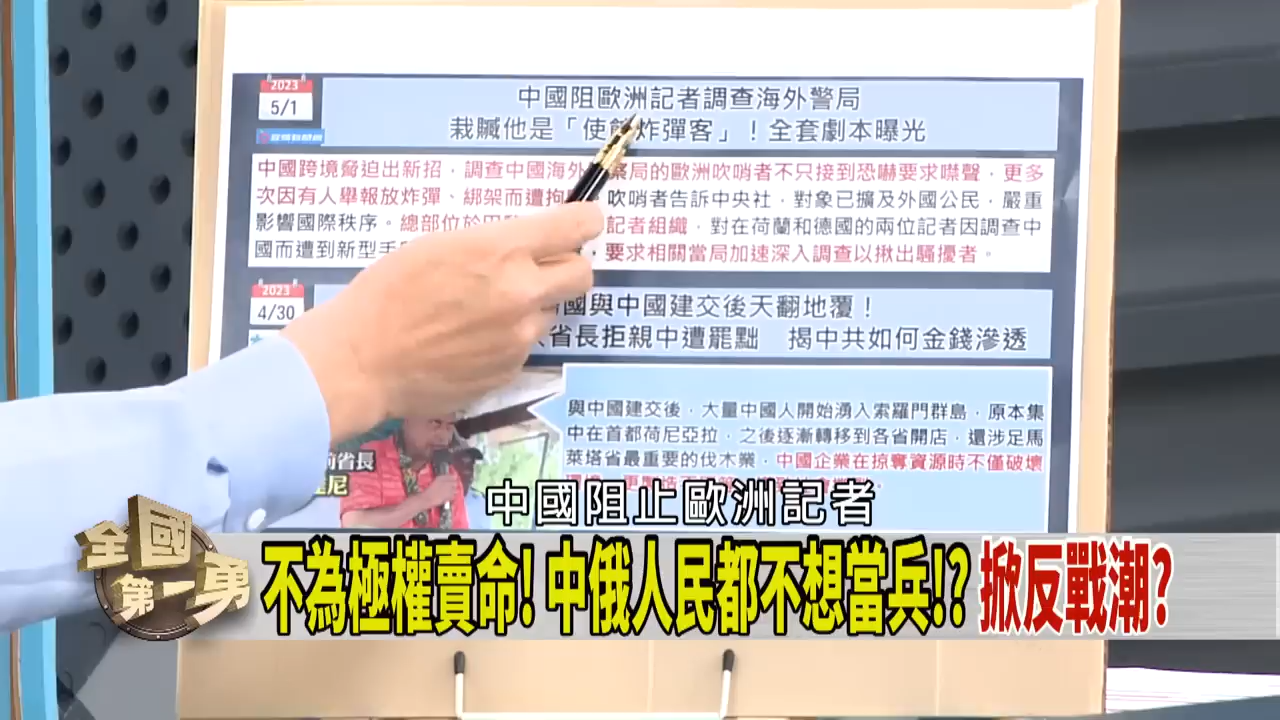 2023
5/1
中國阻歐洲記者調查海外警局
栽贓他是「使館炸彈客」！全套劇本曝光
中國跨境脅迫出新招，調查中國海外警察局的歐洲吹哨者不只接到恐嚇要求噤聲，更多
次因有人舉報放炸彈、綁架而遭拘 吹哨者告訴中央社，對象已擴及外國公民，嚴重
影響國際秩序。總部位於巴 記者組織，對在荷蘭和德國的兩位記者因調查中
國而遭到新型手 ，要求相關當局加速深入調查以揪出騷擾者。
2023
4/30
國與中國建交後天翻地覆！
省長拒親中遭罷黜 揭中共如何金錢滲透
與中國建交後，大量中國人開始湧入索羅門群島，原本集
中在首都荷尼亞拉，之後逐漸轉移到各省開店，還涉足馬
萊塔省最重要的伐木業，中國企業在掠奪資源時不僅破壞
前省長
尼
中國阻止歐洲記者
全國第一勇
不為極權賣命！中俄人民都不想當兵!？掀反戰潮？